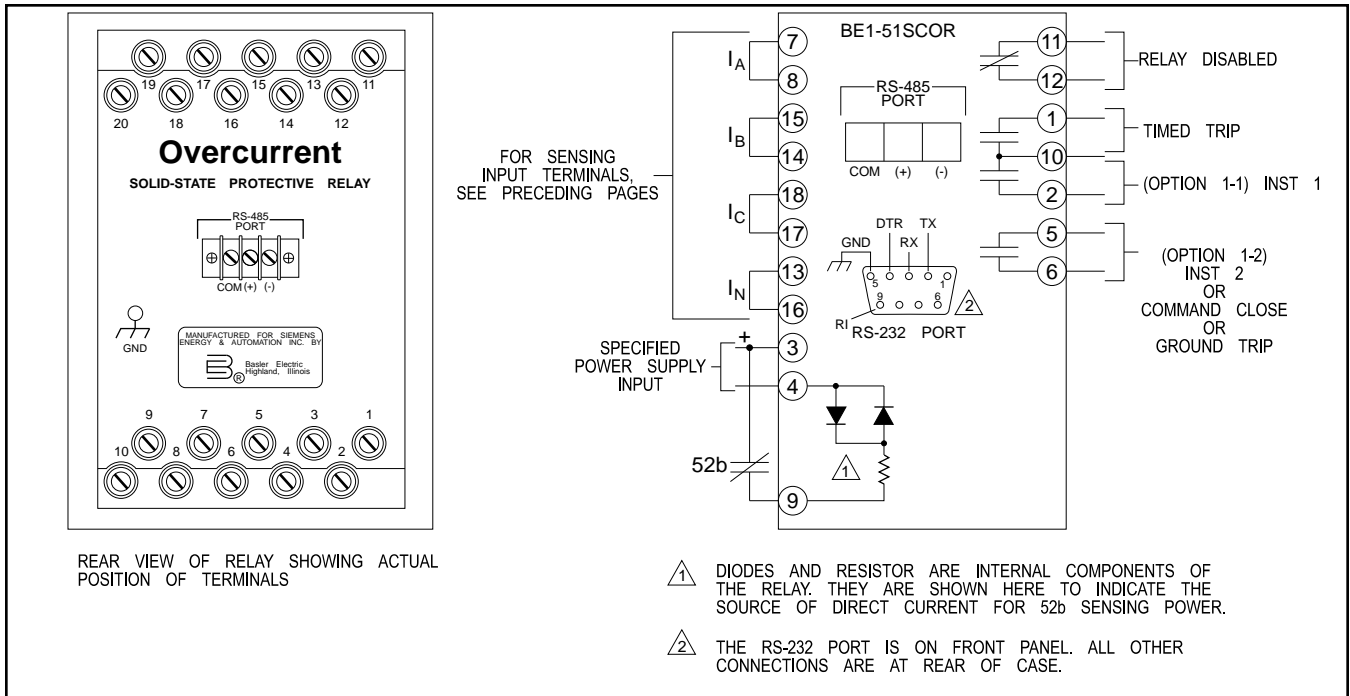 19 17 15 13 11
20 18 16 14 12
Overcurrent
SOLID-STATE PROTECTIVE RELAY
RS-485
PORT
COM (+) (-)
GND
MANUFACTURED FOR SIEMENS
ENERGY & AUTOMATION INC. BY
B ®
Basler Electric
Highland, Illinois
9 7 5 3 1
10 8 6 4 2
REAR VIEW OF RELAY SHOWING ACTUAL
POSITION OF TERMINALS
FOR SENSING
INPUT TERMINALS,
SEE PRECEDING PAGES
IA
7
8
IB
15
14
IC
18
17
IN
13
16
SPECIFIED
POWER SUPPLY
INPUT
+
3
4
52b
9
1
BE1-51SCOR
RS-485
PORT
COM (+) (-)
DTR TX
GND RX
5 1
9 6
RI RS-232 PORT
2
11
12
RELAY DISABLED
1
TIMED TRIP
10
(OPTION 1-1) INST 1
2
5
6
(OPTION 1-2)
INST 2
OR
COMMAND CLOSE
OR
GROUND TRIP
1 DIODES AND RESISTOR ARE INTERNAL COMPONENTS OF
THE RELAY. THEY ARE SHOWN HERE TO INDICATE THE
SOURCE OF DIRECT CURRENT FOR 52b SENSING POWER.
2 THE RS-232 PORT IS ON FRONT PANEL. ALL OTHER
CONNECTIONS ARE AT REAR OF CASE.